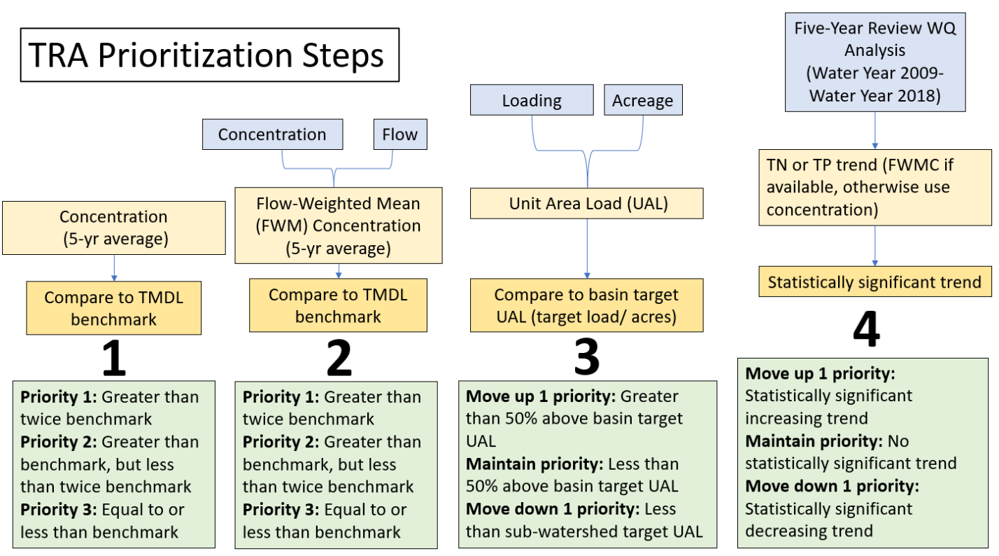 TRA Prioritization Steps
Concentration
(5-yr average)
Compare to TMDL
benchmark
1
Priority 1: Greater than
twice benchmark
Priority 2: Greater than
benchmark, but less
than twice benchmark
Priority 3: Equal to or
less than benchmark
Concentration
Flow
Flow-Weighted Mean
(FWM) Concentration
(5-yr average)
Compare to TMDL
benchmark
2
Priority 1: Greater than
twice benchmark
Priority 2: Greater than
benchmark, but less
than twice benchmark
Priority 3: Equal to or
less than benchmark
Loading
Acreage
Unit Area Load (UAL)
Compare to basin target
UAL (target load/ acres)
3
Move up 1 priority: Greater
than 50% above basin target
UAL
Maintain priority: Less than
50% above basin target UAL
Move down 1 priority: Less
than sub-watershed target UAL
Five-Year Review WQ
Analysis
(Water Year 2009-
Water Year 2018)
TN or TP trend (FWMC if
available, otherwise use
concentration)
Statistically significant trend
4
Move up 1 priority:
Statistically significant
increasing trend
Maintain priority: No
statistically significant trend
Move down 1 priority:
Statistically significant
decreasing trend